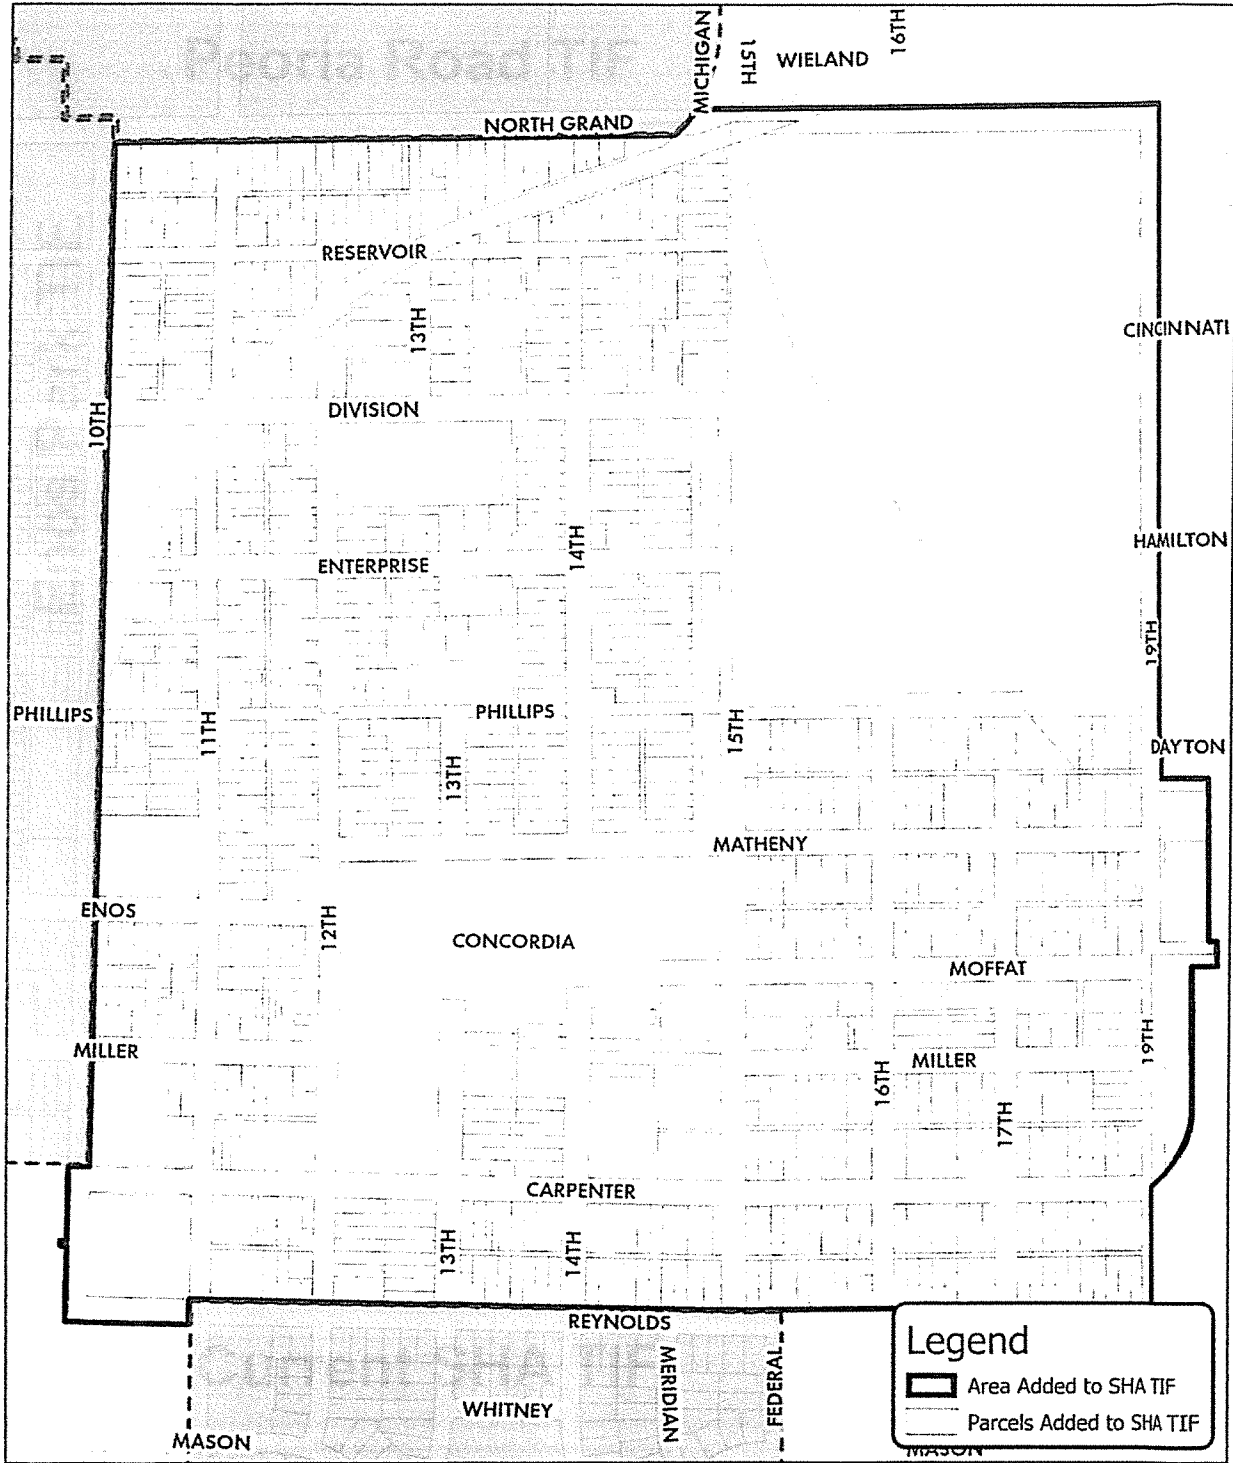 Peoria Road TIF
MICHIGAN
15TH
WIELAND
16TH
NORTH GRAND
RESERVOIR
13TH
CINCINNATI
10TH
DIVISION
ENTERPRISE
14TH
HAMILTON
19TH
PHILLIPS
11TH
PHILLIPS
15TH
13TH
DAYTON
MATHENY
ENOS
12TH
CONCORDIA
MOFFAT
MILLER
16TH
MILLER
17TH
19TH
CARPENTER
13TH
14TH
REYNOLDS
Current SHA TIF
MERIDIAN
FEDERAL
WHITNEY
MASON
Legend
Area Added to SHA TIF
Parcels Added to SHA TIF
MASON